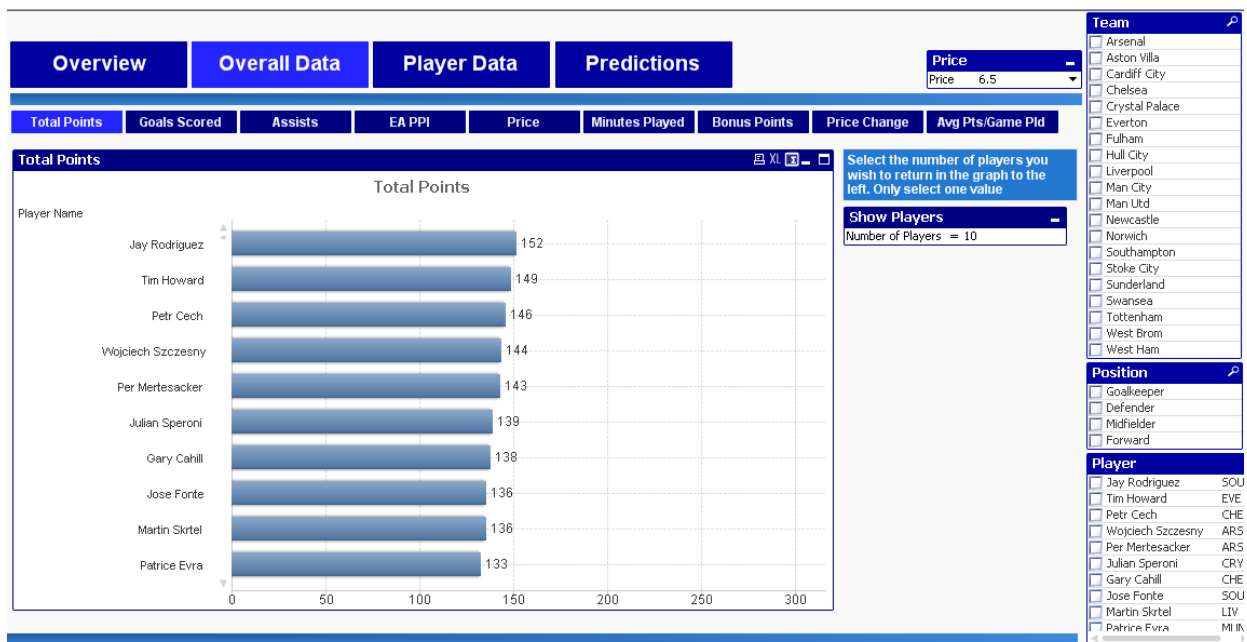 Overview Overall Data Player Data Predictions
Price
Price 6.5
Total Points Goals Scored Assists EA PPI Price Minutes Played Bonus Points Price Change Avg Pts/Game Pld
Total Points
XL
Total Points
Player Name
Jay Rodriguez 152
Tim Howard 149
Petr Cech 146
Wojciech Szczesny 144
Per Mertesacker 143
Julian Speroni 139
Gary Cahill 138
Jose Fonte 136
Martin Skrtel 136
Patrice Evra 133
0 50 100 150 200 250 300
Select the number of players you
wish to return in the graph to the
left. Only select one value
Show Players
Number of Players = 10
Team
Arsenal
Aston Villa
Cardiff City
Chelsea
Crystal Palace
Everton
Fulham
Hull City
Liverpool
Man City
Man Utd
Newcastle
Norwich
Southampton
Stoke City
Sunderland
Swansea
Tottenham
West Brom
West Ham
Position
Goalkeeper
Defender
Midfielder
Forward
Player
Jay Rodriguez SOU
Tim Howard EVE
Petr Cech CHE
Wojciech Szczesny ARS
Per Mertesacker ARS
Julian Speroni CRY
Gary Cahill CHE
Jose Fonte SOU
Martin Skrtel LIV
Patrice Evra MUN